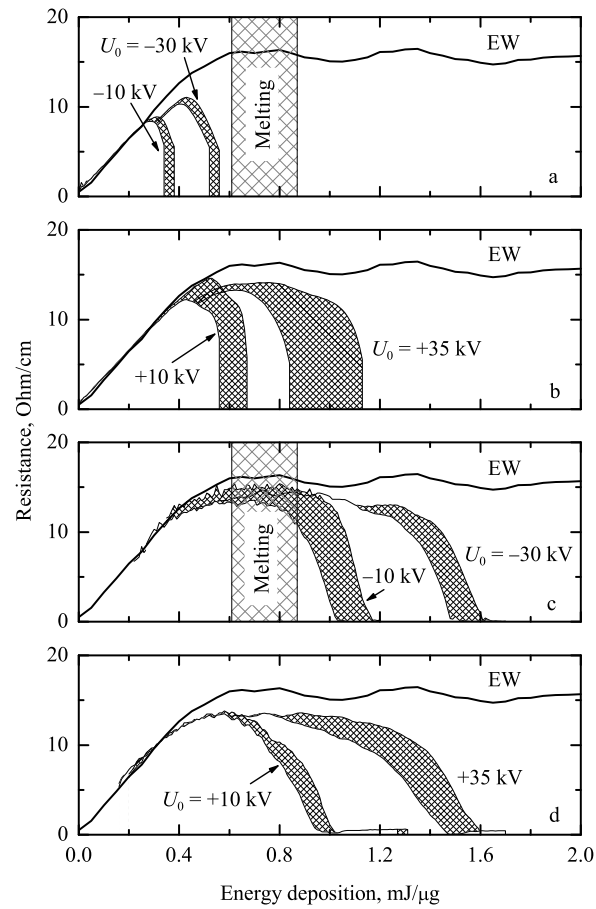 20
EW
U0 = –30 kV
–10 kV
10
Melting
0
a
20
EW
10
U0 = +35 kV
+10 kV
0
b
Resistance, Ohm/cm
20
EW
10
Melting
U0 = –30 kV
–10 kV
0
c
20
EW
10
U0 = +10 kV
+35 kV
0
d
0.0 0.4 0.8 1.2 1.6 2.0
Energy deposition, mJ/μg